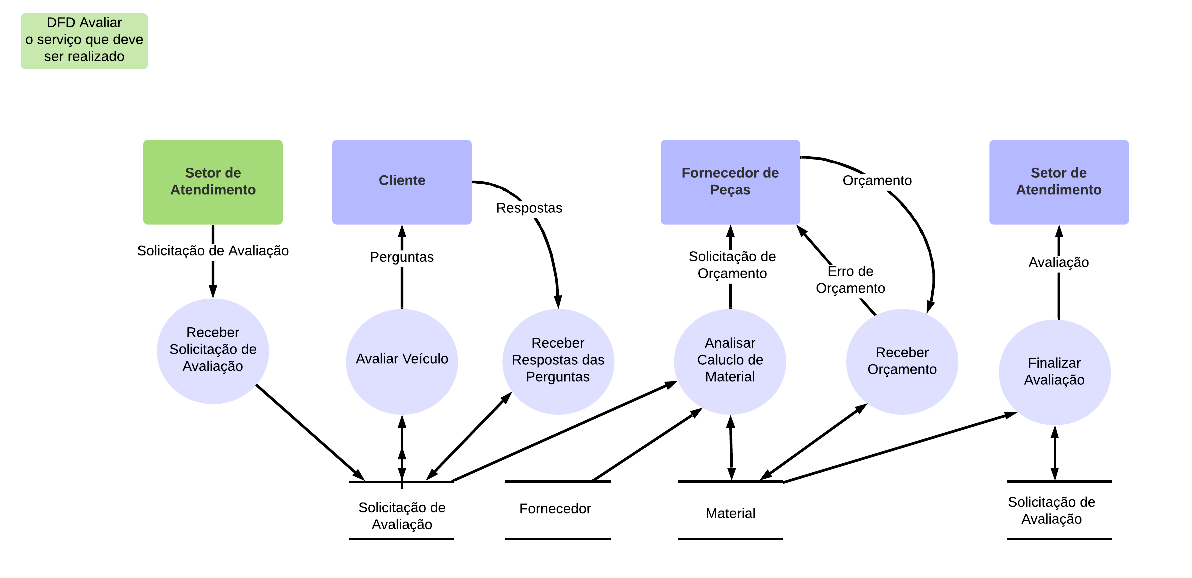 DFD Avaliar
o serviço que deve
ser realizado
Setor de
Atendimento
Cliente
Fornecedor de
Peças
Setor de
Atendimento
Respostas
Orçamento
Solicitação de Avaliação
Perguntas
Solicitação de
Orçamento
Erro de
Orçamento
Avaliação
Receber
Solicitação de
Avaliação
Avaliar Veículo
Receber
Respostas das
Perguntas
Analisar
Caluclo de
Material
Receber
Orçamento
Finalizar
Avaliação
Solicitação de
Avaliação
Fornecedor
Material
Solicitação de
Avaliação